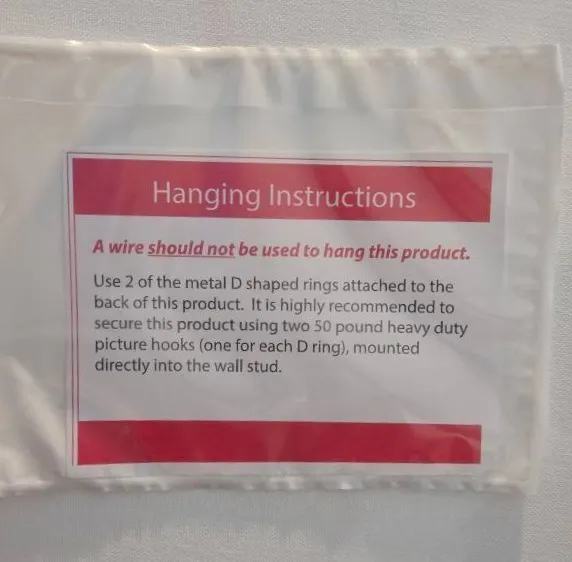 Hanging Instructions
A wire should not be used to hang this product.
Use 2 of the metal D shaped rings attached to the
back of this product. It is highly recommended to
secure this product using two 50 pound heavy duty
picture hooks (one for each D ring), mounted
directly into the wall stud.